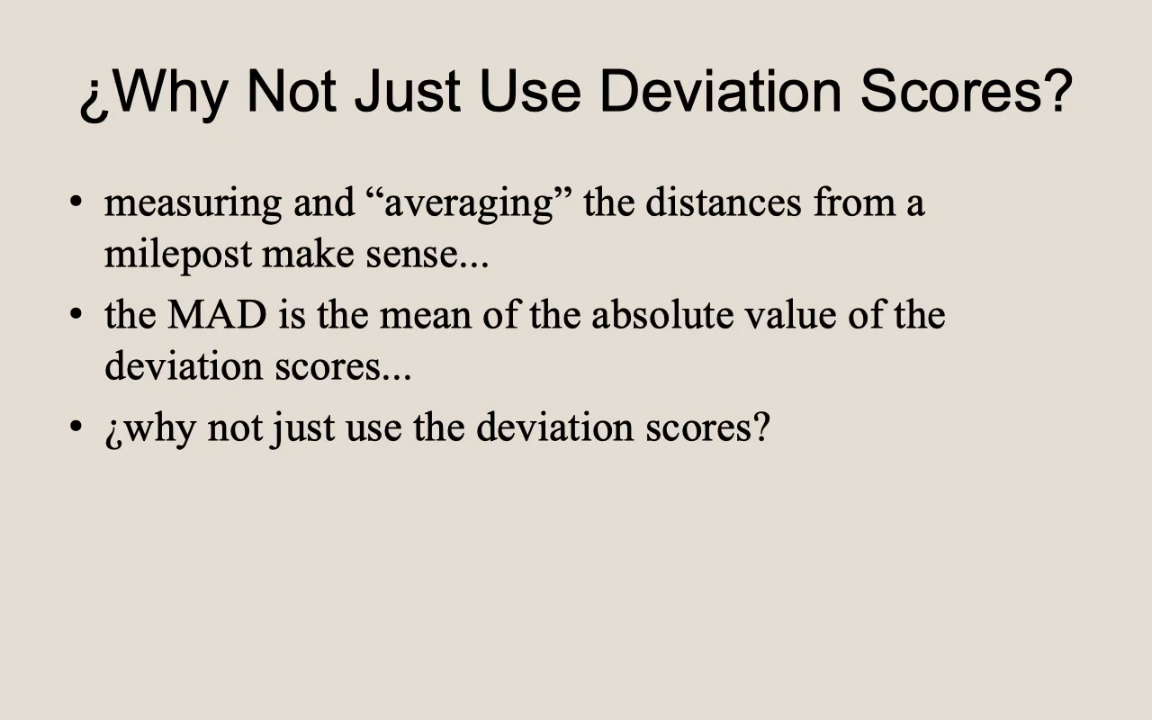 ¿Why Not Just Use Deviation Scores?
• measuring and “averaging” the distances from a
milepost make sense...
• the MAD is the mean of the absolute value of the
deviation scores...
• ¿why not just use the deviation scores?